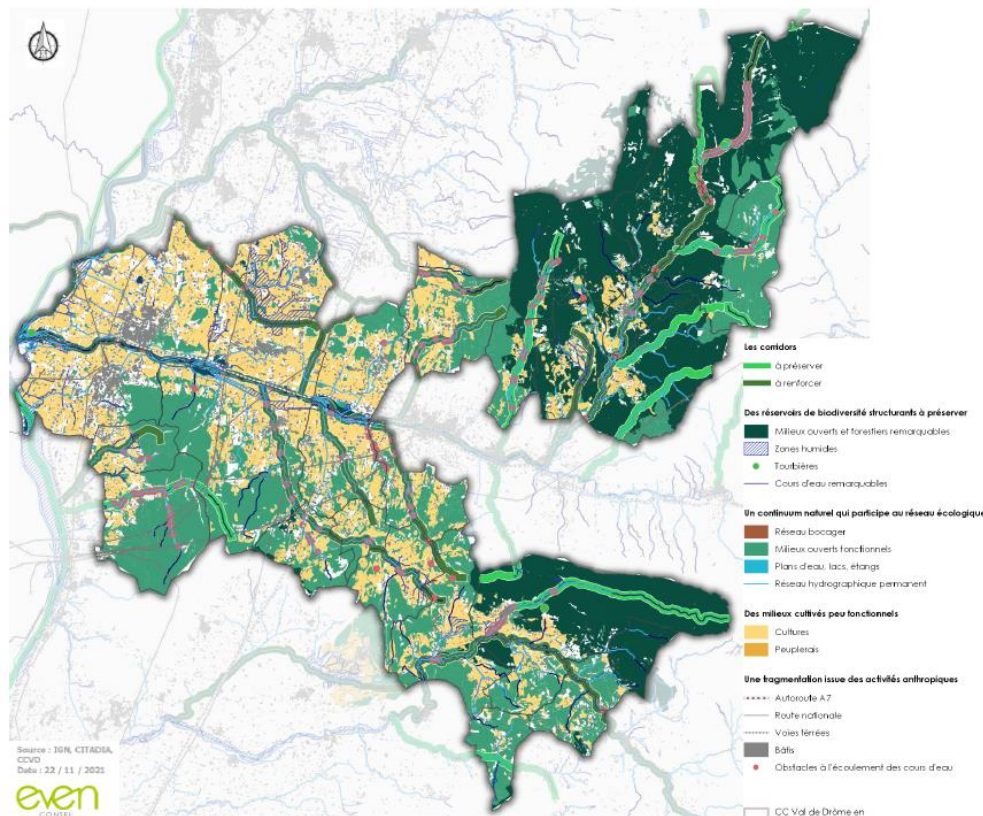 Les corridors
à préserver
à renforcer
Des réservoirs de biodiversité structurants à préserver
Milieux ouverts et forestiers remarquables
Zones humides
Tourbières
Cours d'eau remarquables
Un continuum naturel qui participe au réseau écologique
Réseau bocager
Milieux ouverts fonctionnels
Plans d'eau, lacs, étangs
Réseau hydrographique permanent
Des milieux cultivés peu fonctionnels
Cultures
Peuplerais
Une fragmentation issue des activités anthropiques
Autoroute A7
Route nationale
Voies férrées
Bâtis
Obstacles à l'écoulement des cours d'eau
CC Val de Drôme en
Source : IGN, CITADIA,
CCVD
Date : 22 / 11 / 2021
even
CONSEIL